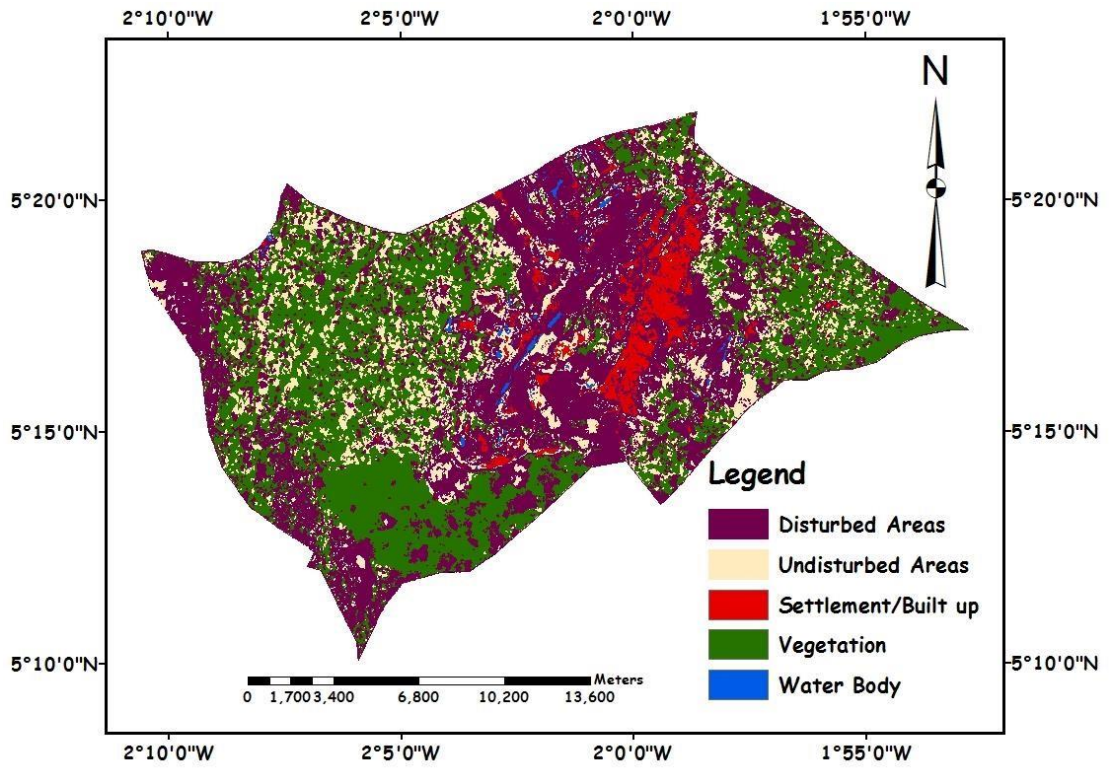 2°10'0"W 2°5'0"W 2°0'0"W 1°55'0"W
N
5°20'0"N 5°20'0"N
5°15'0"N 5°15'0"N
Legend
Disturbed Areas
Undisturbed Areas
Settlement/Built up
Vegetation
Water Body
5°10'0"N 5°10'0"N
Meters
0 1,700 3,400 6,800 10,200 13,600
2°10'0"W 2°5'0"W 2°0'0"W 1°55'0"W